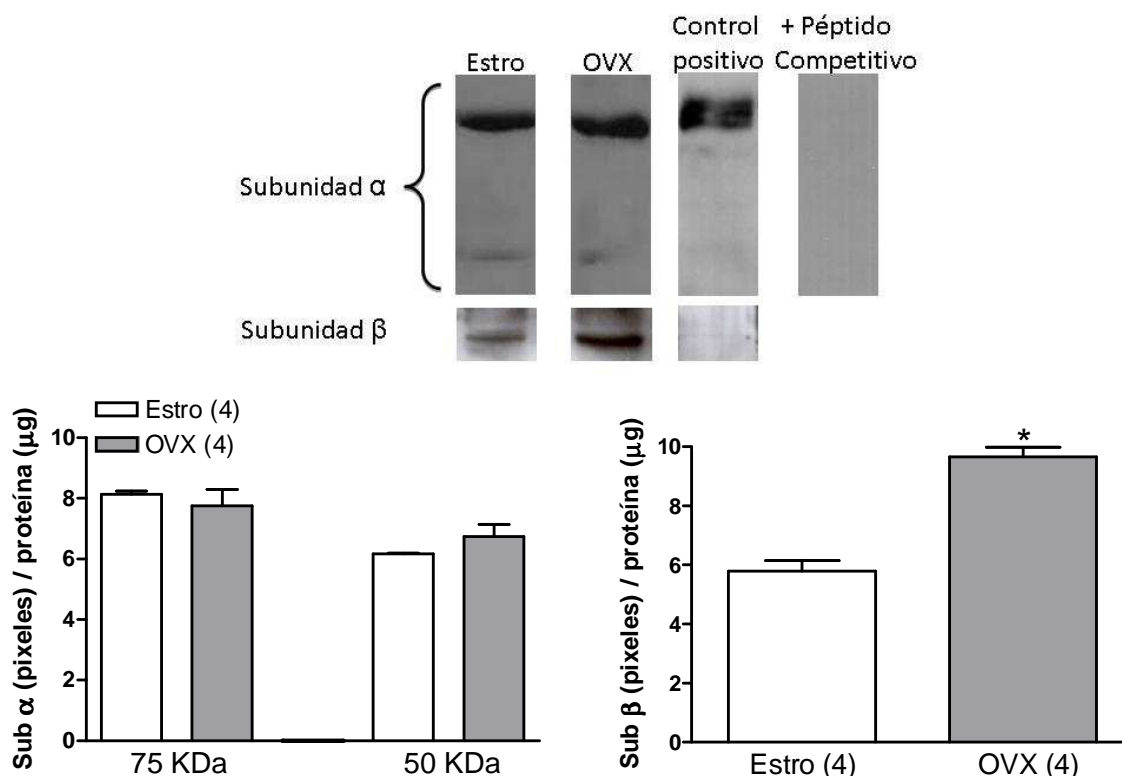 Estro
OVX
Control
positivo
+ Péptido
Competitivo
Subunidad α
Subunidad β
Sub α (pixeles) / proteína (µg)
Estro (4)
OVX (4)
10
8
6
4
2
0
75 KDa
50 KDa
Sub β (pixeles) / proteína (µg)
10
8
6
4
2
0
*
Estro (4)
OVX (4)